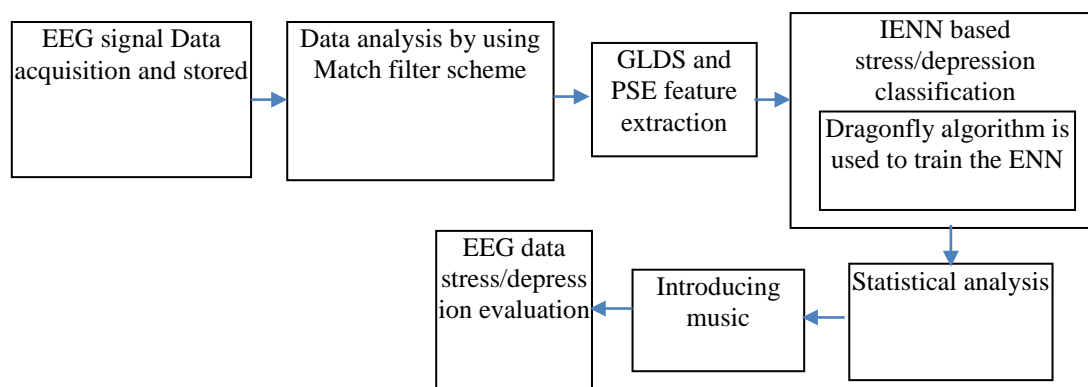 EEG signal Data
acquisition and stored
Data analysis by using
Match filter scheme
GLDS and
PSE feature
extraction
IENN based
stress/depression
classification
Dragonfly algorithm is
used to train the ENN
Statistical analysis
Introducing
music
EEG data
stress/depress
ion evaluation